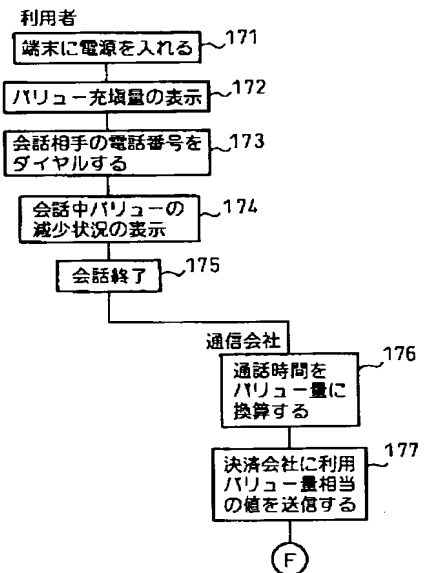 利用者
端末に電源を入れる
171
バリュー充塡量の表示
172
会話相手の電話番号を
ダイヤルする
173
会話中バリューの
減少状況の表示
174
会話終了
175
通信会社
通話時間を
バリュー量に
換算する
176
決済会社に利用
バリュー量相当
の値を送信する
177
F